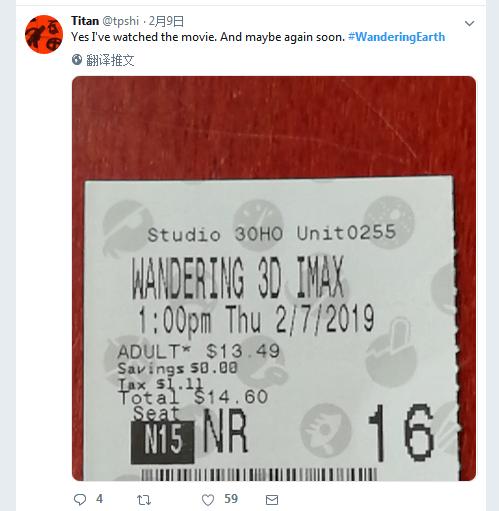 Titan @tpshi · 2月9日
Yes I've watched the movie. And maybe again soon. #WanderingEarth
翻译推文
Studio 30HO Unit0255
WANDERING 3D IMAX
1:00pm Thu 2/7/2019
ADULT* $13.49
Savings $0.00
Tax $1.11
Total $14.60
Seat
N15 NR 16
4 59